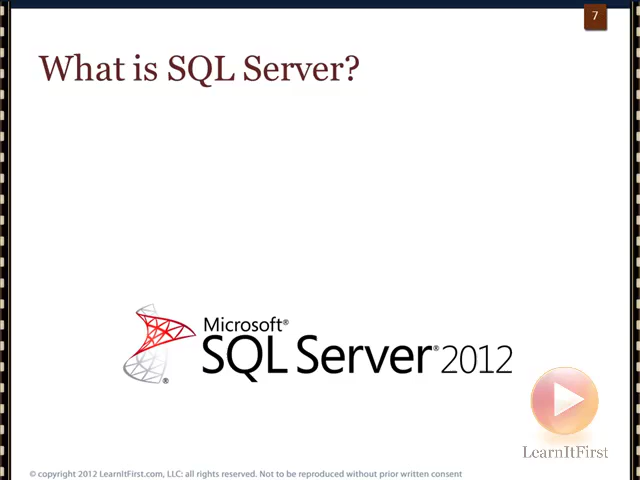 7
What is SQL Server?
Microsoft®
SQL Server® 2012
®
LearnItFirst
© copyright 2012 LearnItFirst.com, LLC: all rights reserved. Not to be reproduced without prior written consent